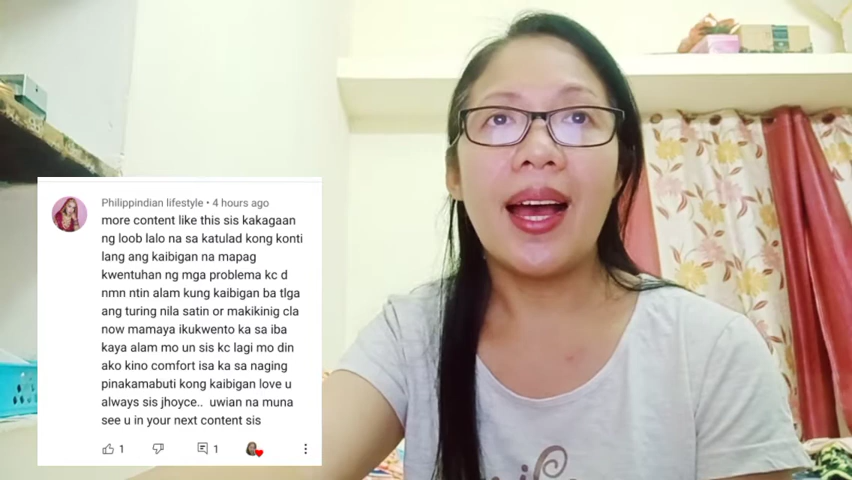 Philippindian lifestyle • 4 hours ago
more content like this sis kakagaan
ng loob lalo na sa katulad kong konti
lang ang kaibigan na mapag
kwentuhan ng mga problema kc d
nmn ntin alam kung kaibigan ba tlga
ang turing nila satin or makikinig cla
now mamaya ikukwento ka sa iba
kaya alam mo un sis kc lagi mo din
ako kino comfort isa ka sa naging
pinakamabuti kong kaibigan love u
always sis jhoyce.. uwian na muna
see u in your next content sis
1 1